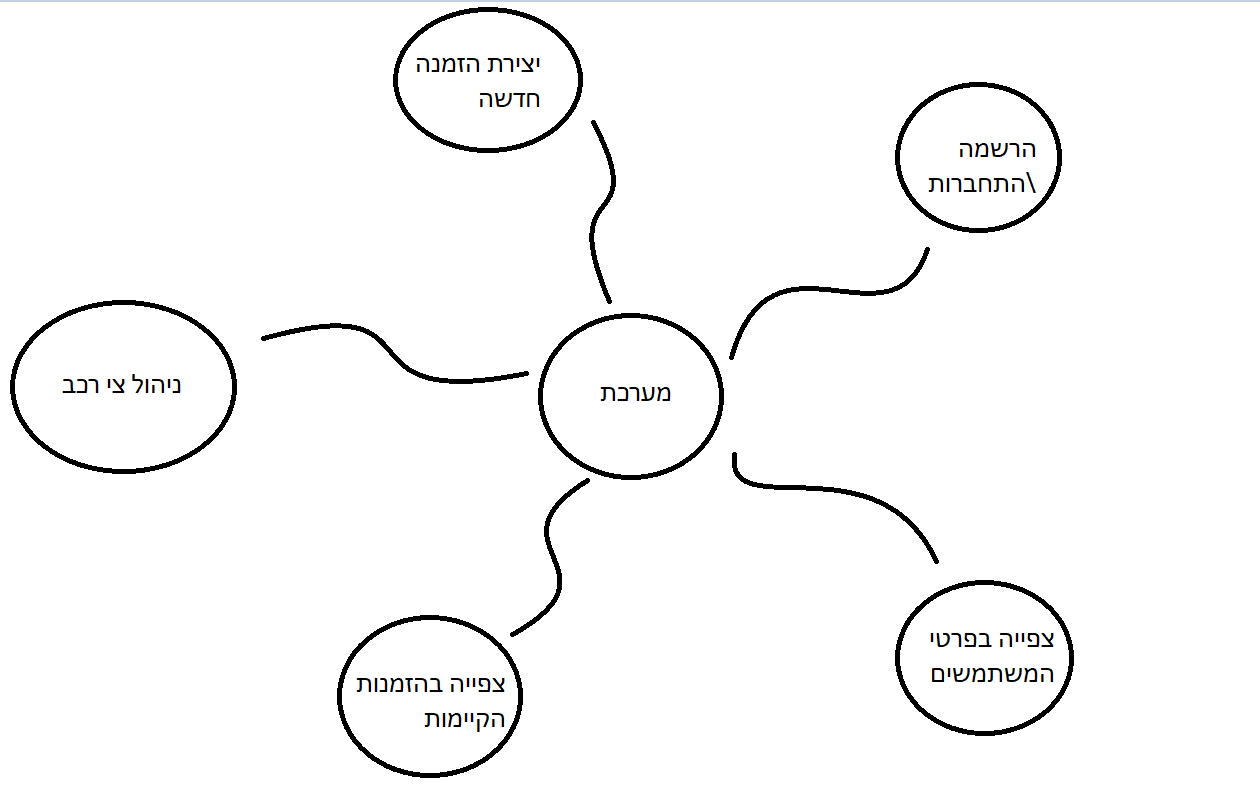 יצירת הזמנה
חדשה
הרשמה
\התחברות
ניהול צי רכב
מערכת
צפייה בפרטי
המשתמשים
צפייה בהזמנות
הקיימות